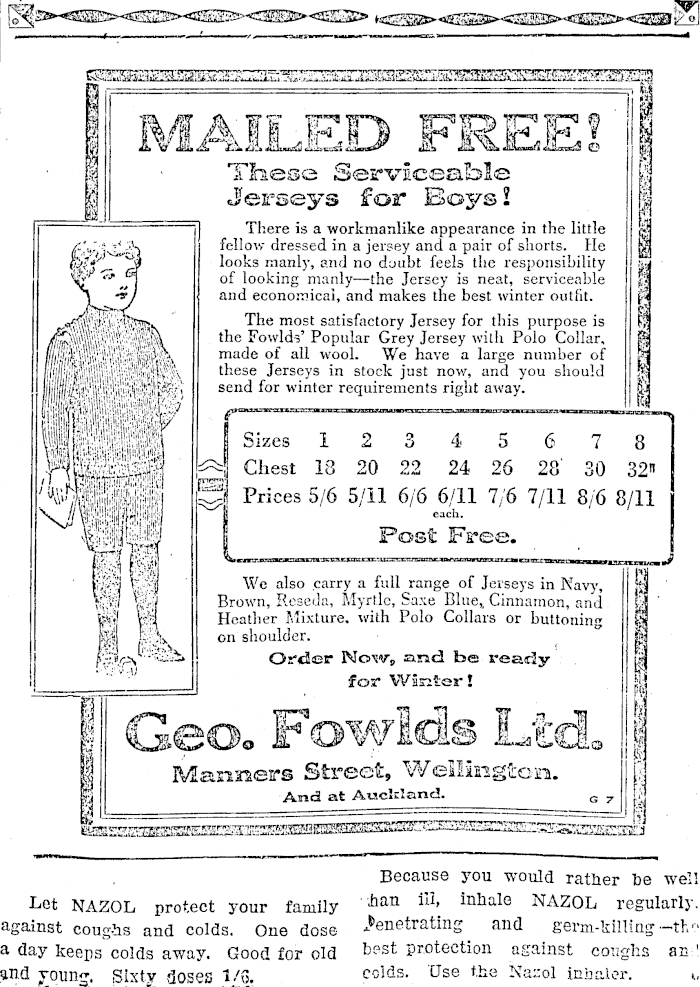 MAILED FREE!
These Serviceable
Jerseys for Boys!
There is a workmanlike appearance in the little
fellow dressed in a jersey and a pair of shorts. He
looks manly, and no doubt feels the responsibility
of looking manly—the Jersey is neat, serviceable
and economical, and makes the best winter outfit.
The most satisfactory Jersey for this purpose is
the Fowlds' Popular Grey Jersey with Polo Collar,
made of all wool. We have a large number of
these Jerseys in stock just now, and you should
send for winter requirements right away.
Sizes 1 2 3 4 5 6 7 8
Chest 18 20 22 24 26 28 30 32"
Prices 5/6 5/11 6/6 6/11 7/6 7/11 8/6 8/11
each.
Post Free.
We also carry a full range of Jerseys in Navy,
Brown, Reseda, Myrtle, Saxe Blue, Cinnamon, and
Heather Mixture, with Polo Collars or buttoning
on shoulder.
Order Now, and be ready
for Winter!
Geo. Fowlds Ltd.
Manners Street, Wellington.
And at Auckland.
G 7
Let NAZOL protect your family
against coughs and colds. One dose
a day keeps colds away. Good for old
and young. Sixty doses 1/6.
Because you would rather be well
than ill, inhale NAZOL regularly.
Penetrating and germ-killing—the
best protection against coughs and
colds. Use the Nazol inhaler.